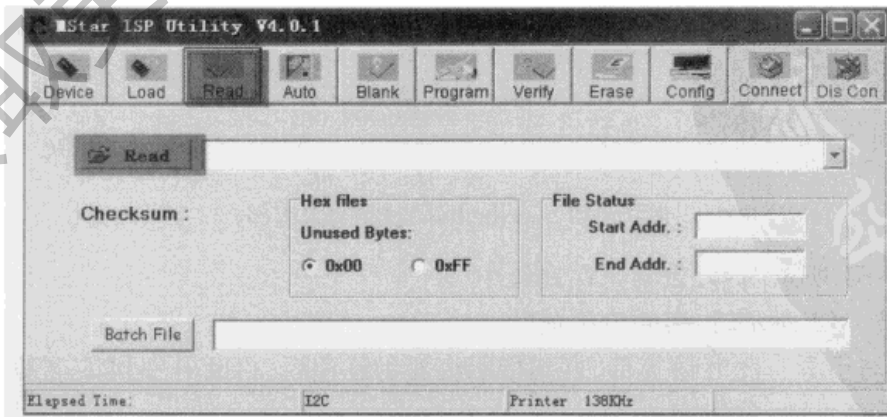 MStar ISP Utility V4.0.1
Device Load Read Auto Blank Program Verify Erase Config Connect Dis Con
Read
Checksum :
Hex files
Unused Bytes:
0x00 0xFF
File Status
Start Addr. :
End Addr. :
Batch File
Elapsed Time: I2C Printer 138KHz